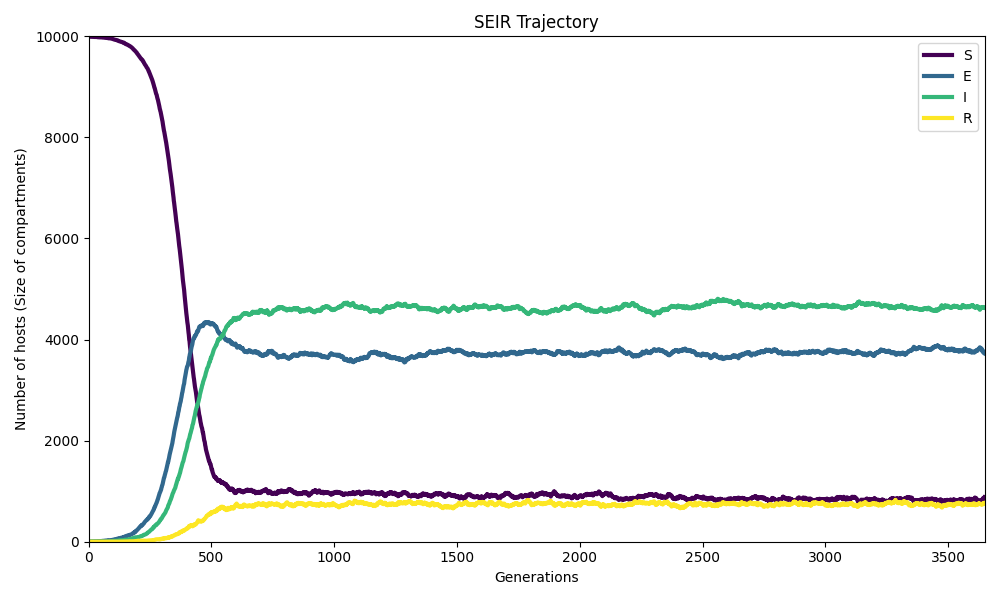 SEIR Trajectory
Number of hosts (Size of compartments)
10000
8000
6000
4000
2000
0
S
E
I
R
0 500 1000 1500 2000 2500 3000 3500
Generations